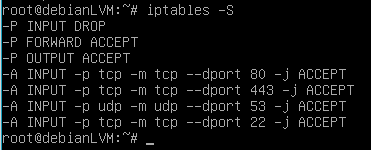 root@debianLVM:~# iptables -S
-P INPUT DROP
-P FORWARD ACCEPT
-P OUTPUT ACCEPT
-A INPUT -p tcp -m tcp --dport 80 -j ACCEPT
-A INPUT -p tcp -m tcp --dport 443 -j ACCEPT
-A INPUT -p udp -m udp --dport 53 -j ACCEPT
-A INPUT -p tcp -m tcp --dport 22 -j ACCEPT
root@debianLVM:~# _